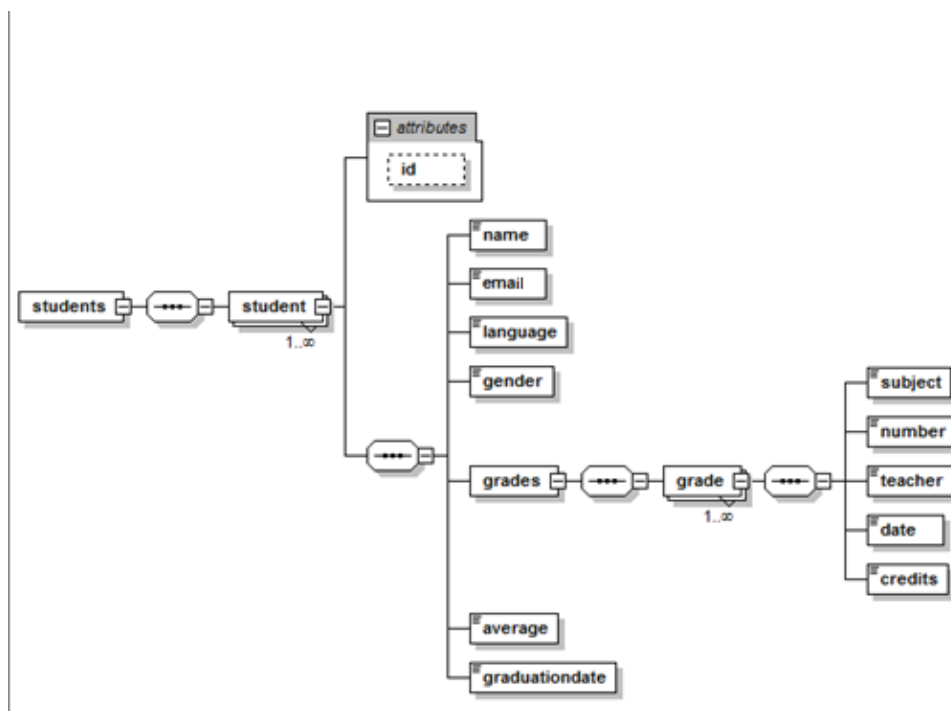 attributes
id
name
email
students
student
1..∞
language
gender
subject
number
grades
grade
1..∞
teacher
date
credits
average
graduationdate